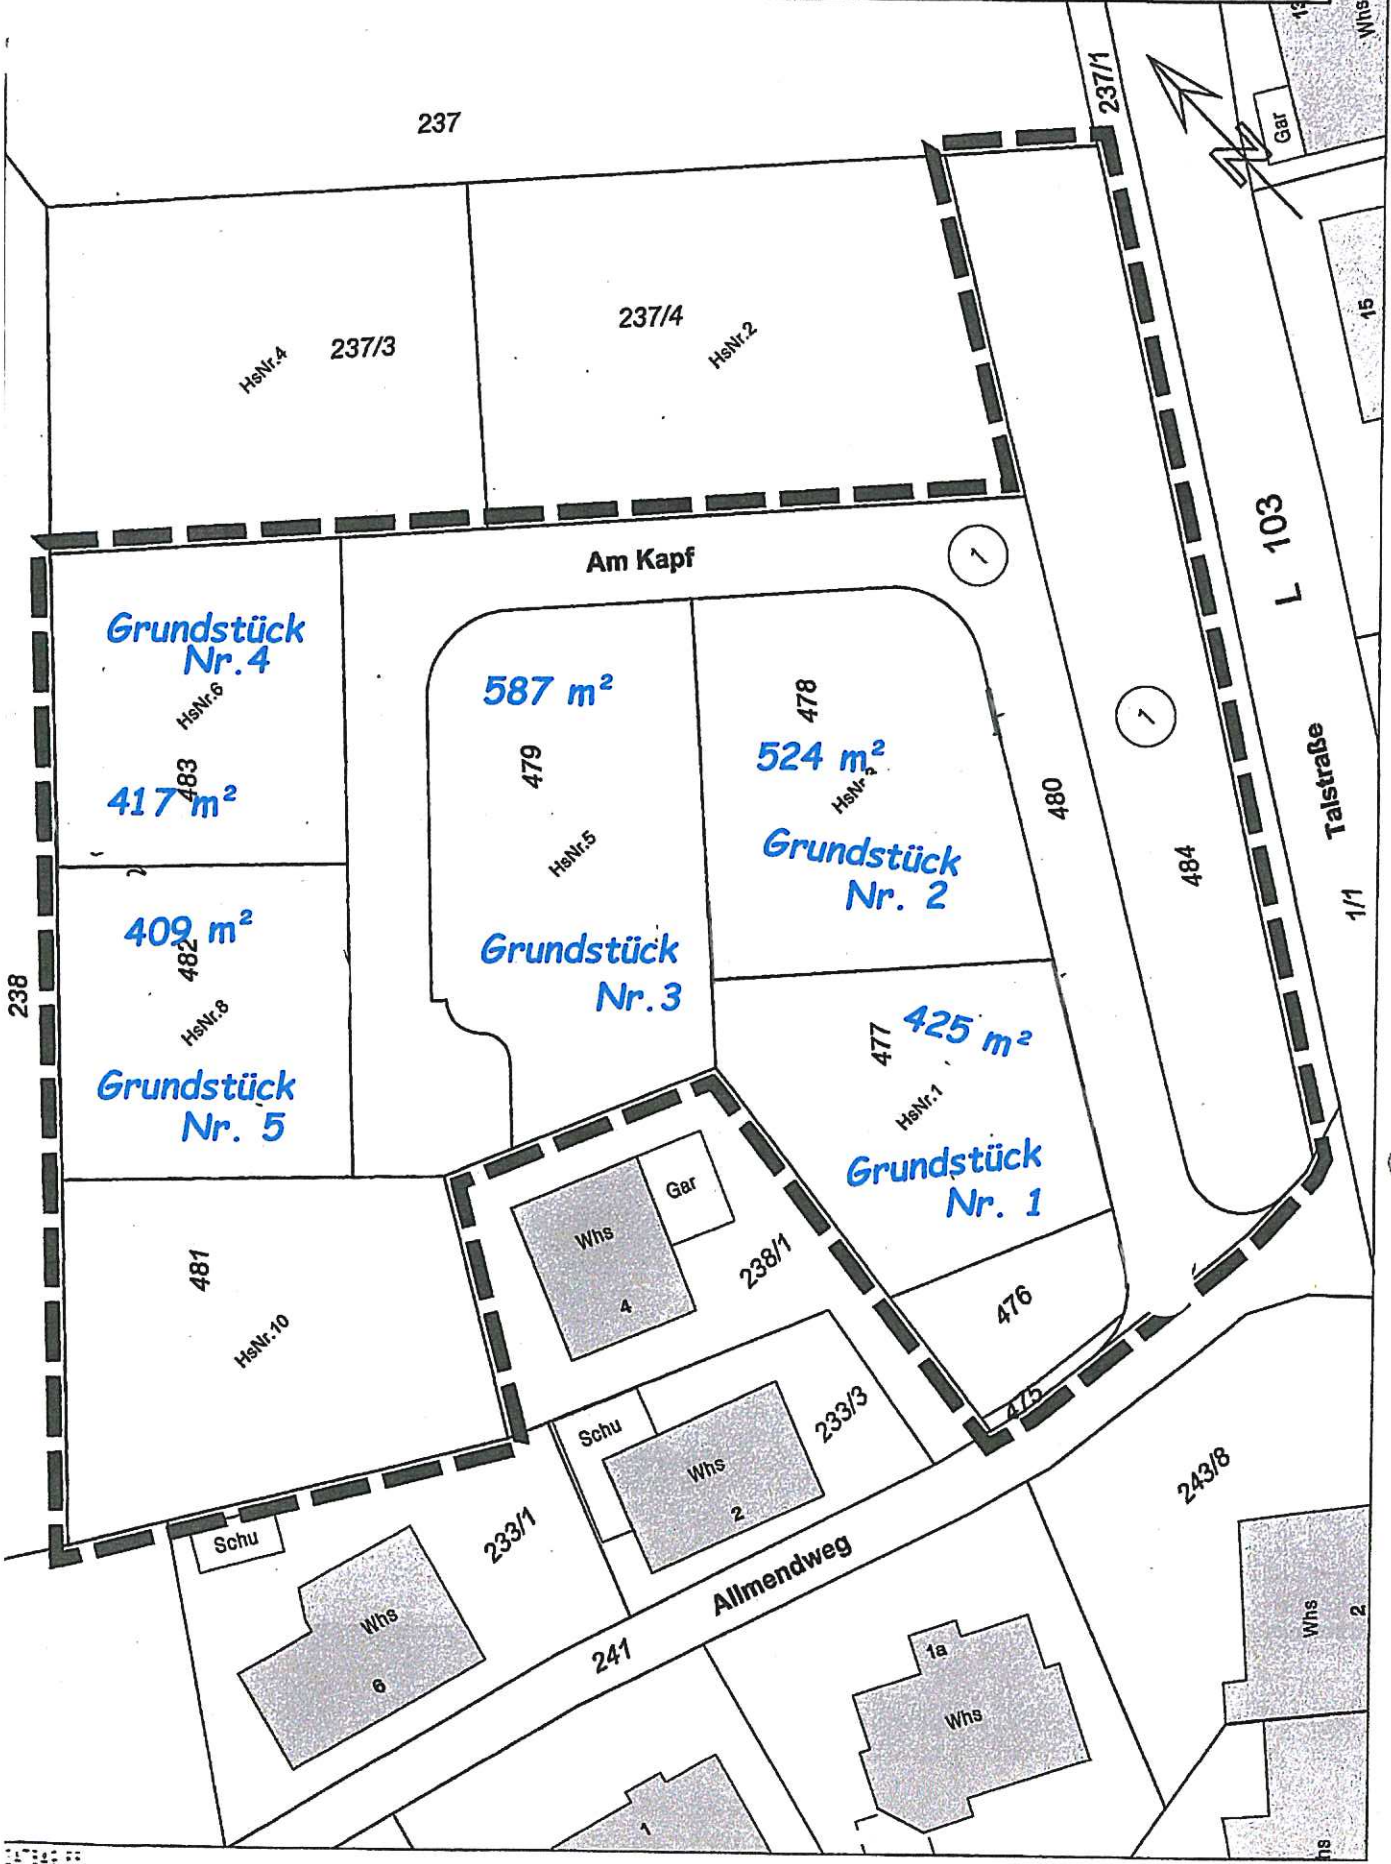 13
Whs
237/1
N
Gar
237
15
237/4
HsNr.2
237/3
HsNr.4
L 103
Am Kapf
1
Grundstück
Nr.4
HsNr.6
483
417 m²
587 m²
479
HsNr.5
Grundstück
Nr.3
478
524 m²
Grundstück
Nr. 2
1
480
484
Talstraße
1/1
238
409 m²
482
HsNr.8
Grundstück
Nr. 5
477
425 m²
HsNr.1
Grundstück
Nr. 1
Gar
Whs
4
238/1
481
HsNr.10
476
475
Schu
Whs
2
233/3
243/8
Schu
233/1
Whs
6
Allmendweg
241
1a
Whs
Whs
2
1
hs